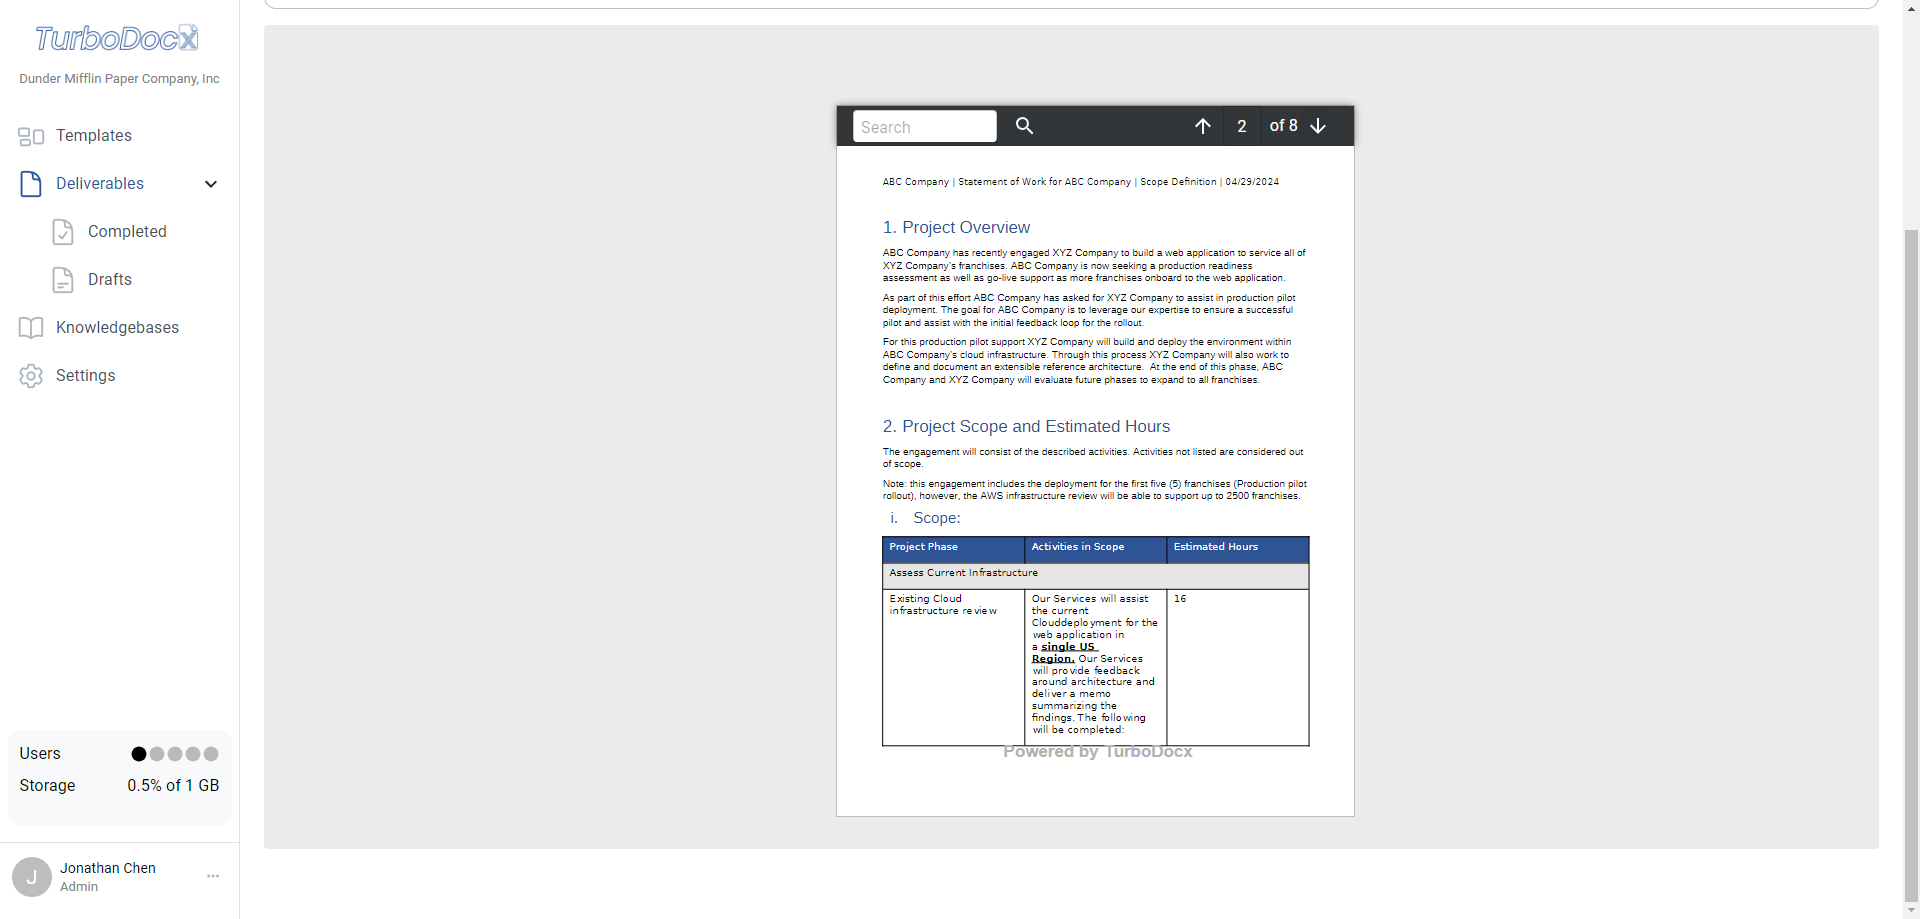 TurboDocx
Dunder Mifflin Paper Company, Inc
Templates
Deliverables
Completed
Drafts
Knowledgebases
Settings
Users
Storage 0.5% of 1 GB
J
Jonathan Chen
Admin
Search
2 of 8
ABC Company | Statement of Work for ABC Company | Scope Definition | 04/29/2024
1. Project Overview
ABC Company has recently engaged XYZ Company to build a web application to service all of
XYZ Company's franchises. ABC Company is now seeking a production readiness
assessment as well as go-live support as more franchises onboard to the web application.
As part of this effort ABC Company has asked for XYZ Company to assist in production pilot
deployment. The goal for ABC Company is to leverage our expertise to ensure a successful
pilot and assist with the initial feedback loop for the rollout.
For this production pilot support XYZ Company will build and deploy the environment within
ABC Company's cloud infrastructure. Through this process XYZ Company will also work to
define and document an extensible reference architecture. At the end of this phase, ABC
Company and XYZ Company will evaluate future phases to expand to all franchises.
2. Project Scope and Estimated Hours
The engagement will consist of the described activities. Activities not listed are considered out
of scope.
Note: this engagement includes the deployment for the first five (5) franchises (Production pilot
rollout), however, the AWS infrastructure review will be able to support up to 2500 franchises.
i. Scope:
Project Phase Activities in Scope Estimated Hours
Assess Current Infrastructure
Existing Cloud
infrastructure review
Our Services will assist
the current
Clouddeployment for the
web application in
a single US
Region. Our Services
will provide feedback
around architecture and
deliver a memo
summarizing the
findings. The following
will be completed:
16
Powered by TurboDocx